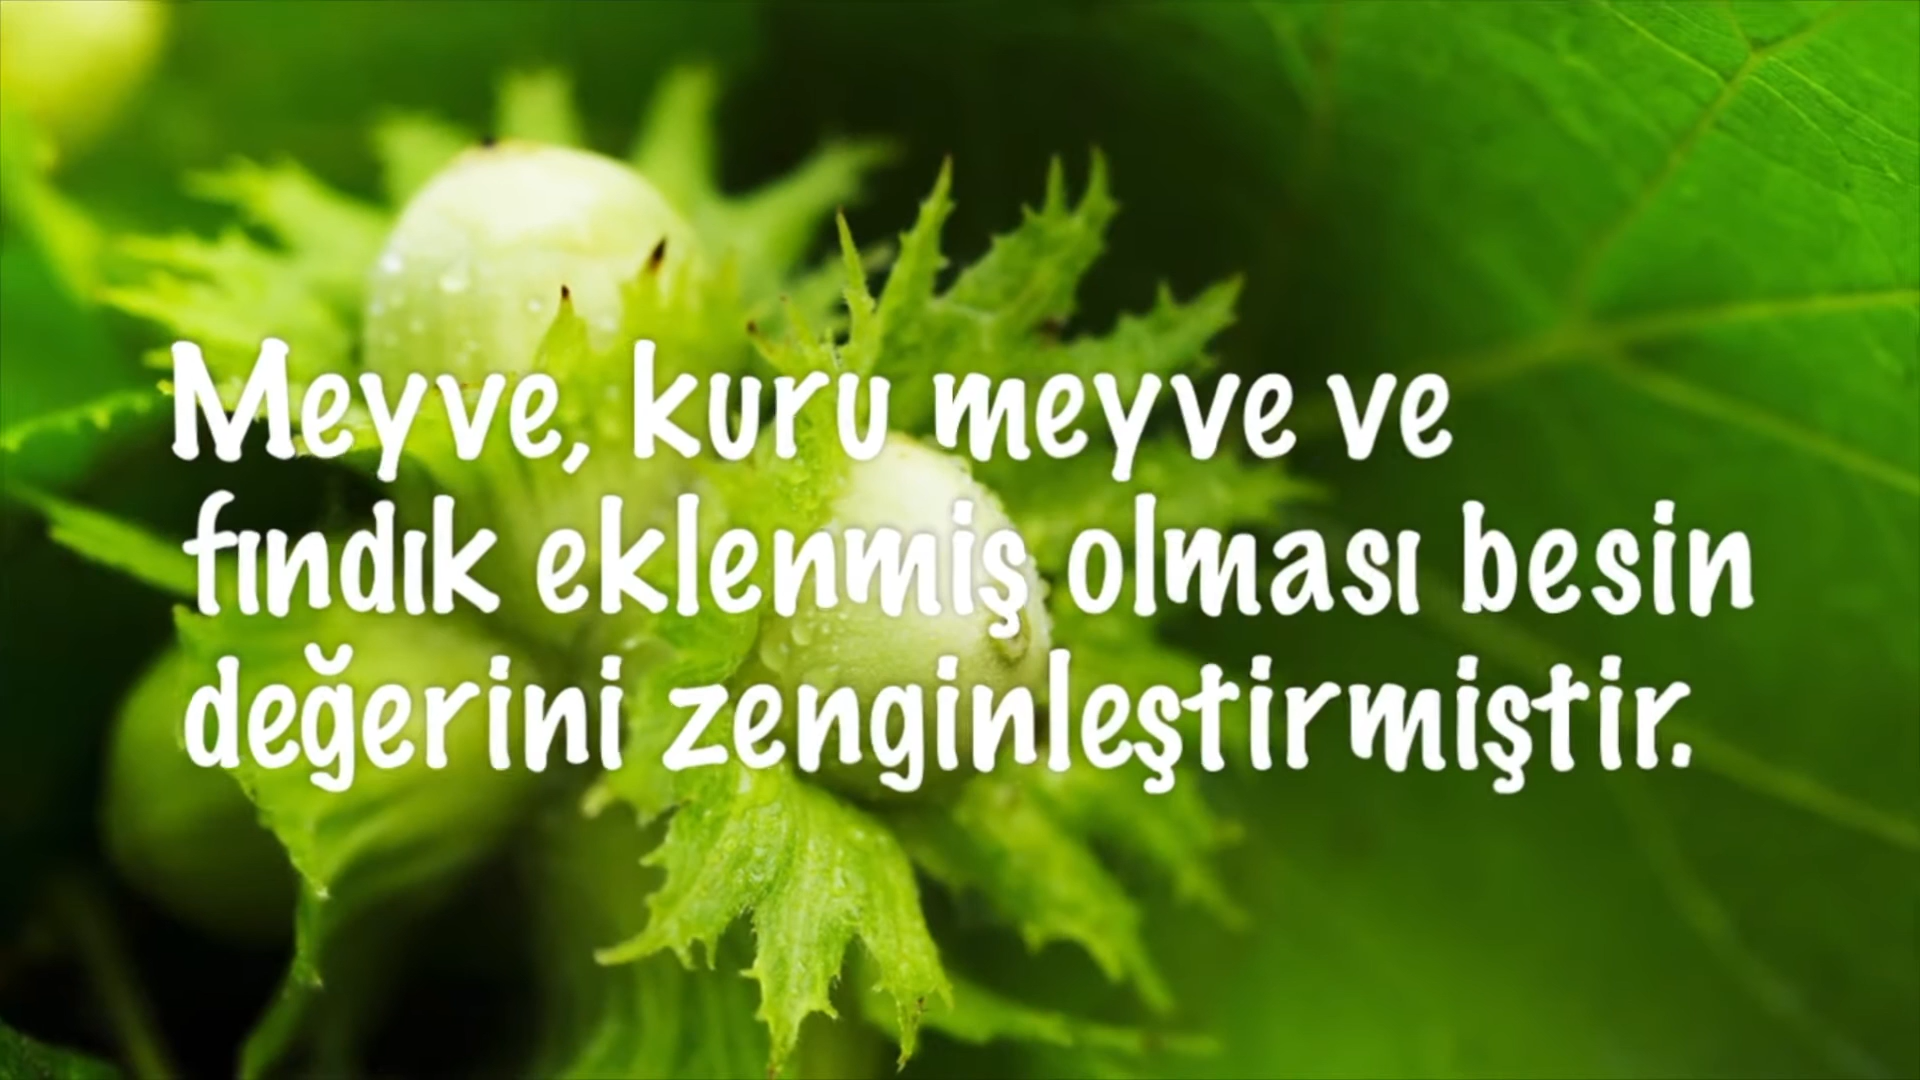 Meyve, kuru meyve ve
fındık eklenmiş olması besin
değerini zenginleştirmiştir.